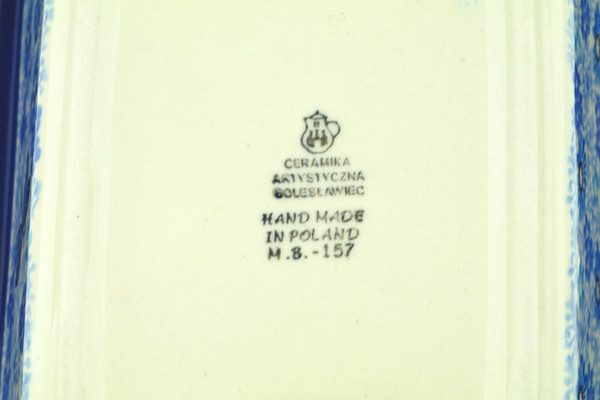 CERAMIKA
ARTYSTYCZNA
BOLESŁAWIEC
HAND MADE
IN POLAND
M.B.-157